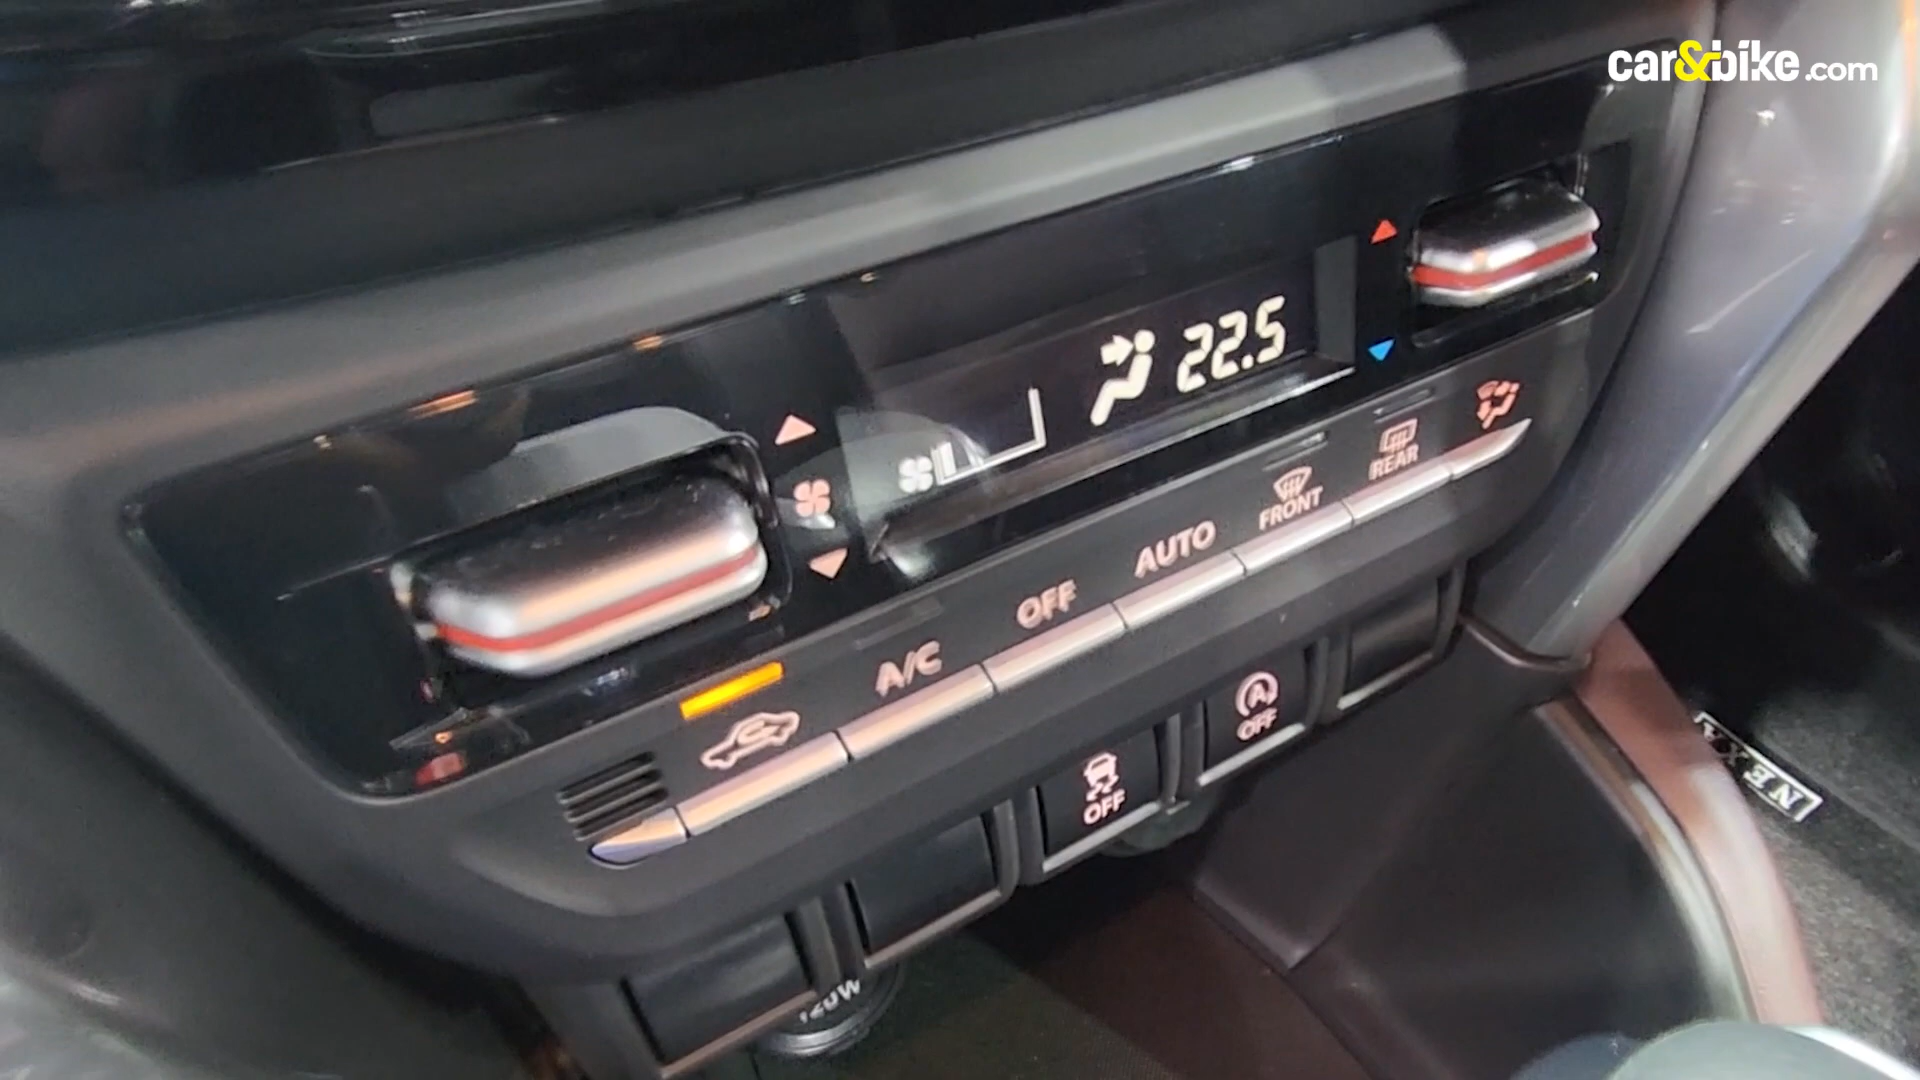 car&bike.com
22.5
REAR
FRONT
AUTO
OFF
A/C
A
OFF
OFF
120W
NEXA